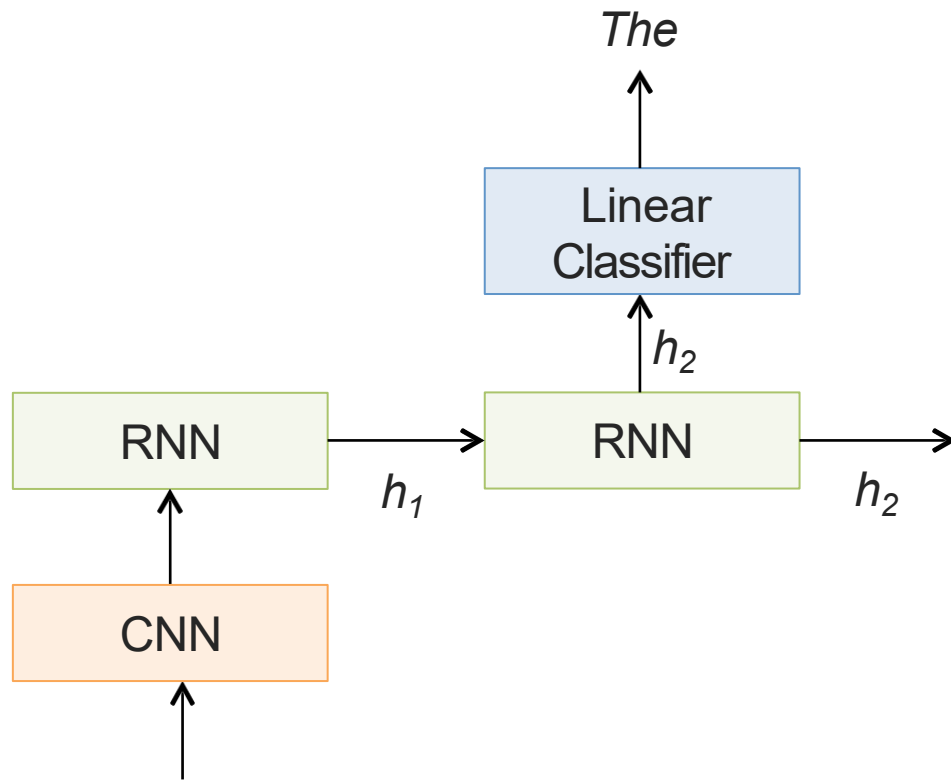 The
Linear
Classifier
h₂
RNN
RNN
h₁
h₂
CNN